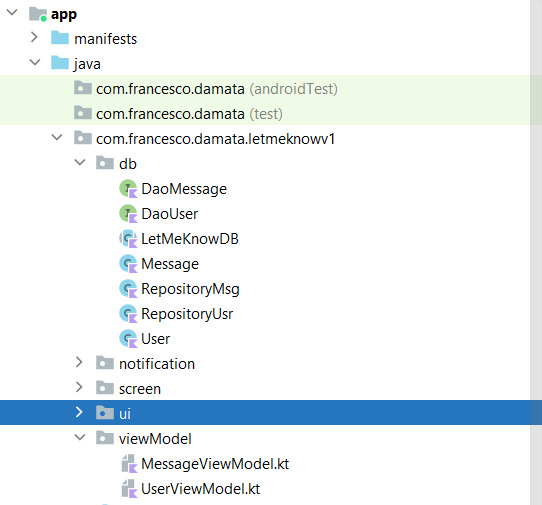 app
manifests
java
com.francesco.damata (androidTest)
com.francesco.damata (test)
com.francesco.damata.letmeknowv1
db
DaoMessage
DaoUser
LetMeKnowDB
Message
RepositoryMsg
RepositoryUsr
User
notification
screen
ui
viewModel
MessageViewModel.kt
UserViewModel.kt